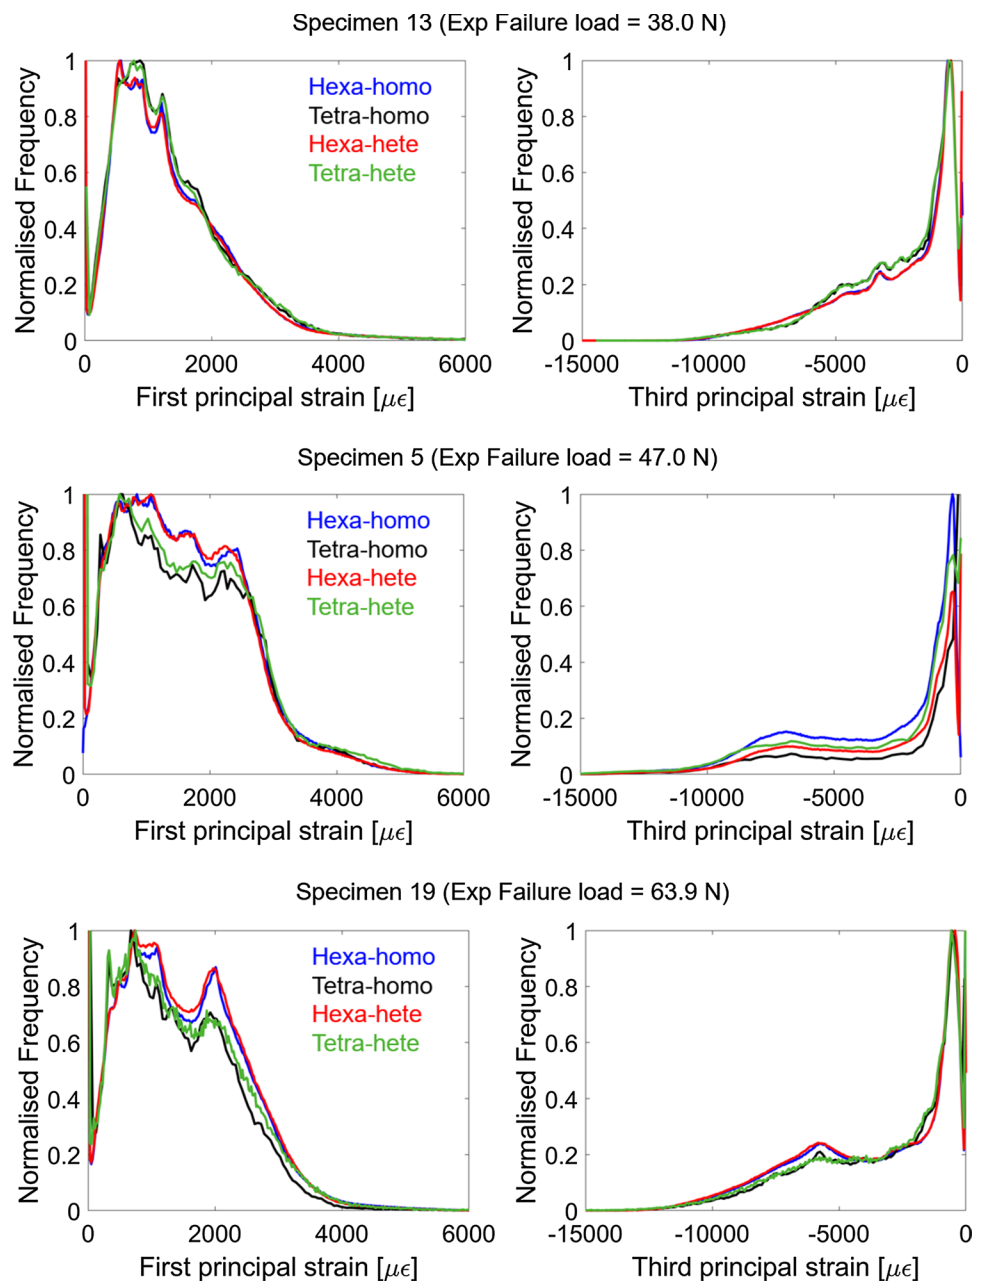 Specimen 13 (Exp Failure load = 38.0 N)
Normalised Frequency
1
0.8
0.6
0.4
0.2
0
Hexa-homo
Tetra-homo
Hexa-hete
Tetra-hete
0 2000 4000 6000
First principal strain [με]
Normalised Frequency
1
0.8
0.6
0.4
0.2
0
-15000 -10000 -5000 0
Third principal strain [με]
Specimen 5 (Exp Failure load = 47.0 N)
Normalised Frequency
1
0.8
0.6
0.4
0.2
0
Hexa-homo
Tetra-homo
Hexa-hete
Tetra-hete
0 2000 4000 6000
First principal strain [με]
Normalised Frequency
1
0.8
0.6
0.4
0.2
0
-15000 -10000 -5000 0
Third principal strain [με]
Specimen 19 (Exp Failure load = 63.9 N)
Normalised Frequency
1
0.8
0.6
0.4
0.2
0
Hexa-homo
Tetra-homo
Hexa-hete
Tetra-hete
0 2000 4000 6000
First principal strain [με]
Normalised Frequency
1
0.8
0.6
0.4
0.2
0
-15000 -10000 -5000 0
Third principal strain [με]